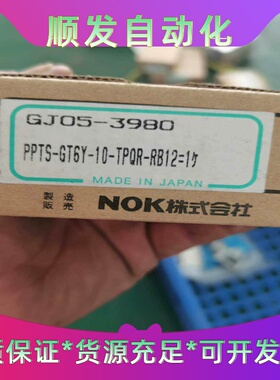 顺发自动化
GJ05-3980
PPTS-GT6Y-10-TPQR-RB12=1ケ
MADE IN JAPAN
製造
販売 NOK株式会社
质保证*货源充足*可开发